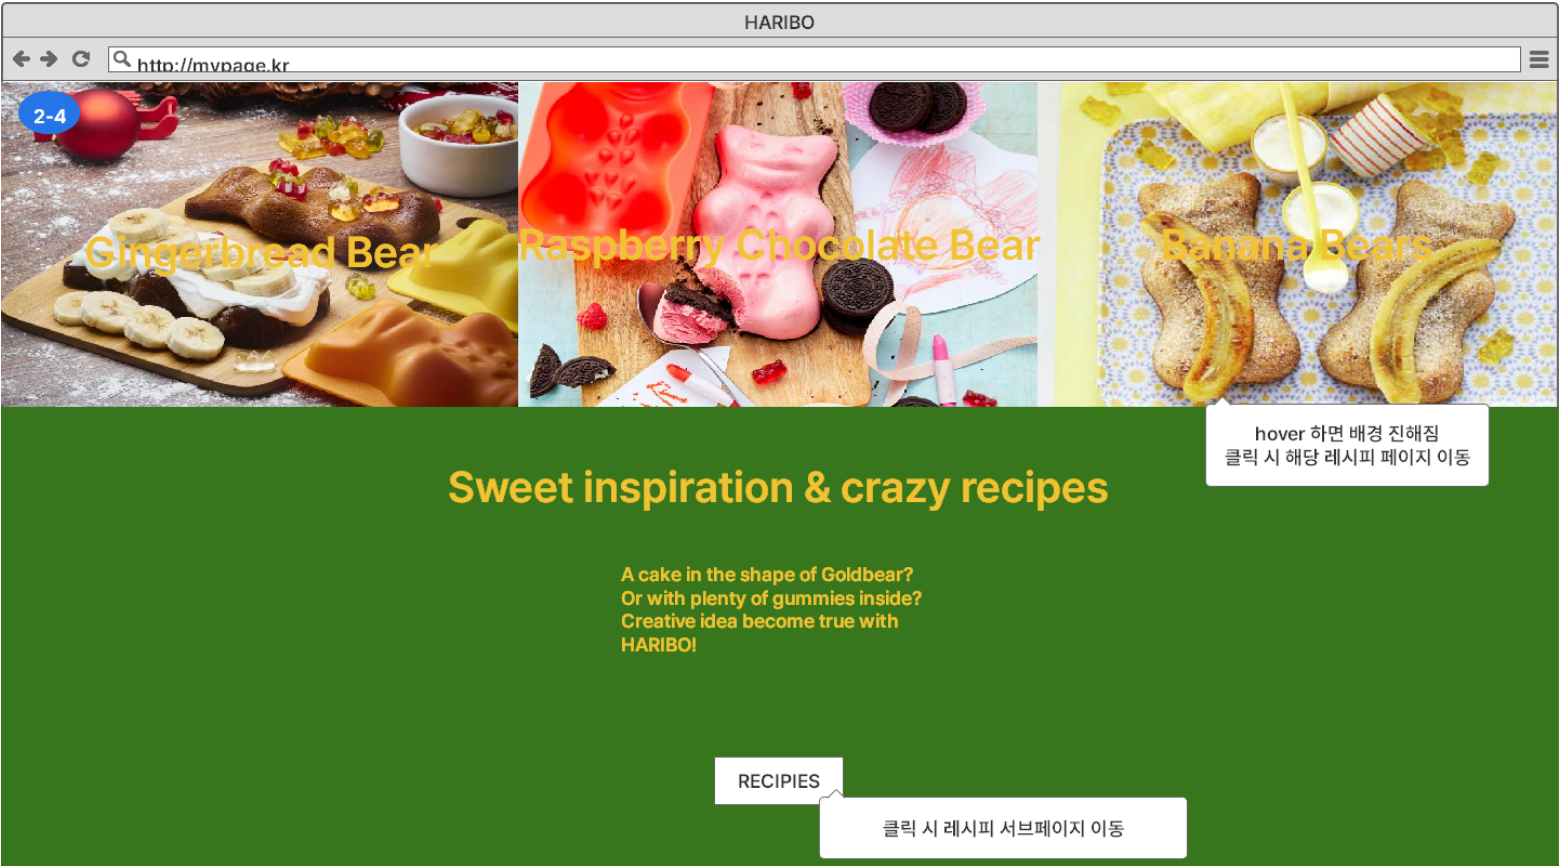 HARIBO
http://mypage.kr
2-4
Gingerbread Bear
Raspberry Chocolate Bear
Banana Bears
hover 하면 배경 진해짐
클릭 시 해당 레시피 페이지 이동
Sweet inspiration & crazy recipes
A cake in the shape of Goldbear?
Or with plenty of gummies inside?
Creative idea become true with
HARIBO!
RECIPIES
클릭 시 레시피 서브페이지 이동